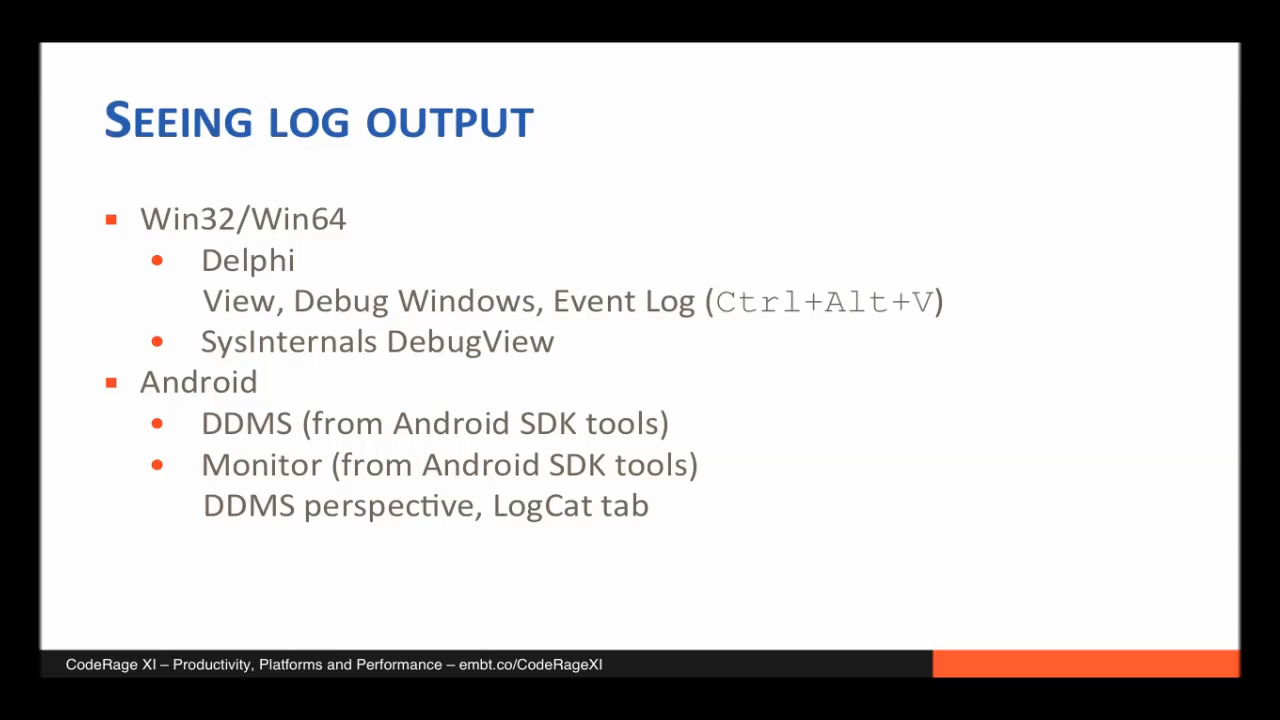 SEEING LOG OUTPUT
Win32/Win64
Delphi
View, Debug Windows, Event Log (Ctrl+Alt+V)
SysInternals DebugView
Android
DDMS (from Android SDK tools)
Monitor (from Android SDK tools)
DDMS perspective, LogCat tab
CodeRage XI – Productivity, Platforms and Performance – embt.co/CodeRageXI